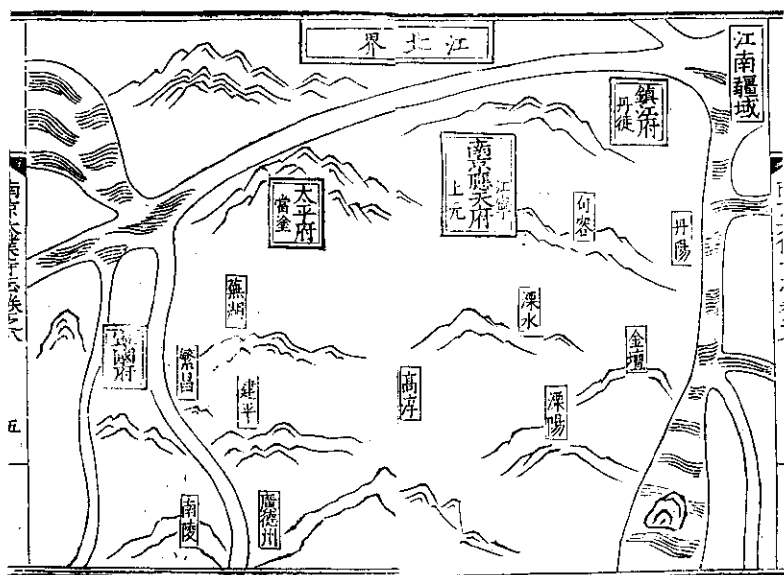 江南疆域
江北界
鎮江府
丹徒
南京應天府
江寧
上元
句容
丹陽
太平府
當塗
蕪湖
溧水
金壇
寧國府
繁昌
建平
高淳
溧陽
南陵
廣德州
五